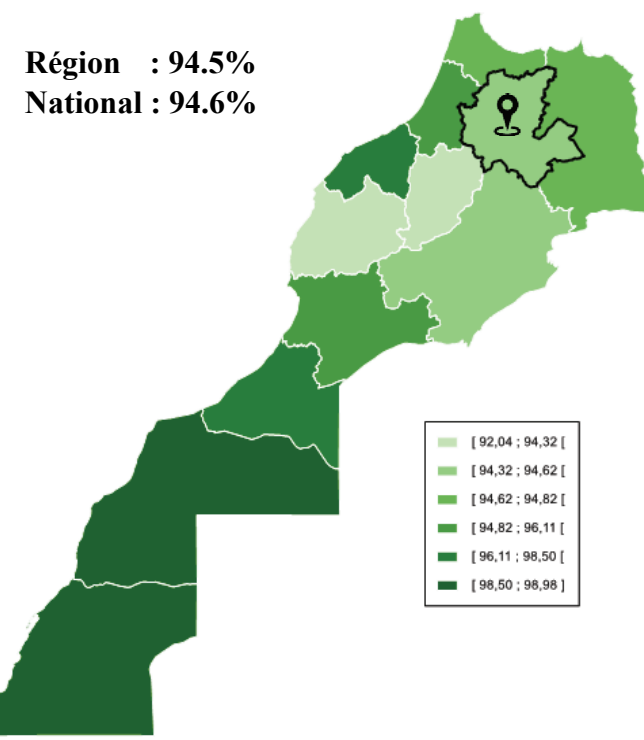 Région : 94.5%
National : 94.6%
[ 92,04 ; 94,32 [
[ 94,32 ; 94,62 [
[ 94,62 ; 94,82 [
[ 94,82 ; 96,11 [
[ 96,11 ; 98,50 [
[ 98,50 ; 98,98 ]